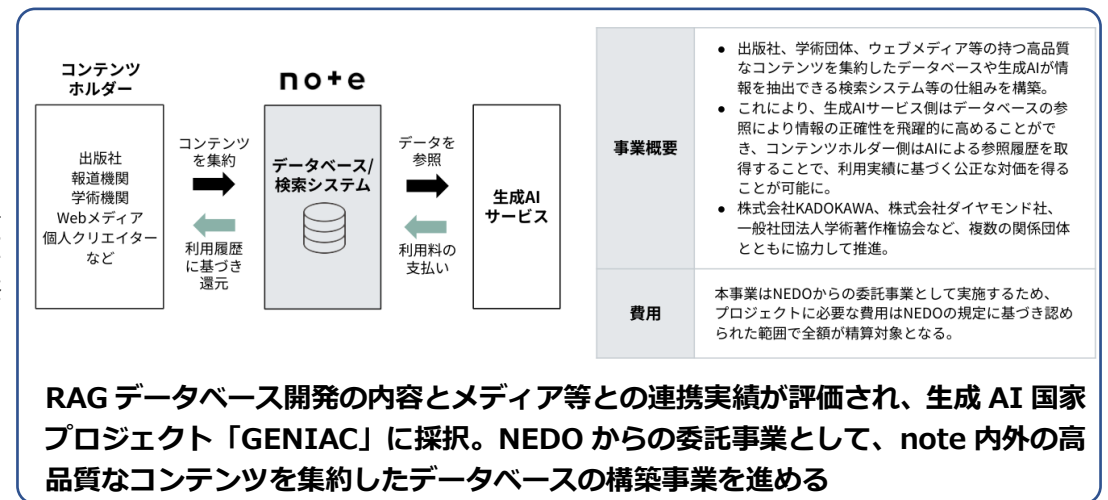 コンテンツ
ホルダー
出版社
報道機関
学術機関
Webメディア
個人クリエイター
など
コンテンツ
を集約
利用履歴
に基づき
還元
note
データベース/
検索システム
データを
参照
利用料の
支払い
生成AI
サービス
事業概要
● 出版社、学術団体、ウェブメディア等の持つ高品質
なコンテンツを集約したデータベースや生成AIが情
報を抽出できる検索システム等の仕組みを構築。
● これにより、生成AIサービス側はデータベースの参
照により情報の正確性を飛躍的に高めることがで
き、コンテンツホルダー側はAIによる参照履歴を取
得することで、利用実績に基づく公正な対価を得る
ことが可能に。
● 株式会社KADOKAWA、株式会社ダイヤモンド社、
一般社団法人学術著作権協会など、複数の関係団体
とともに協力して推進。
費用
本事業はNEDOからの委託事業として実施するため、
プロジェクトに必要な費用はNEDOの規定に基づき認め
られた範囲で全額が精算対象となる。
RAG データベース開発の内容とメディア等との連携実績が評価され、生成 AI 国家
プロジェクト「GENIAC」に採択。NEDO からの委託事業として、note 内外の高
品質なコンテンツを集約したデータベースの構築事業を進める